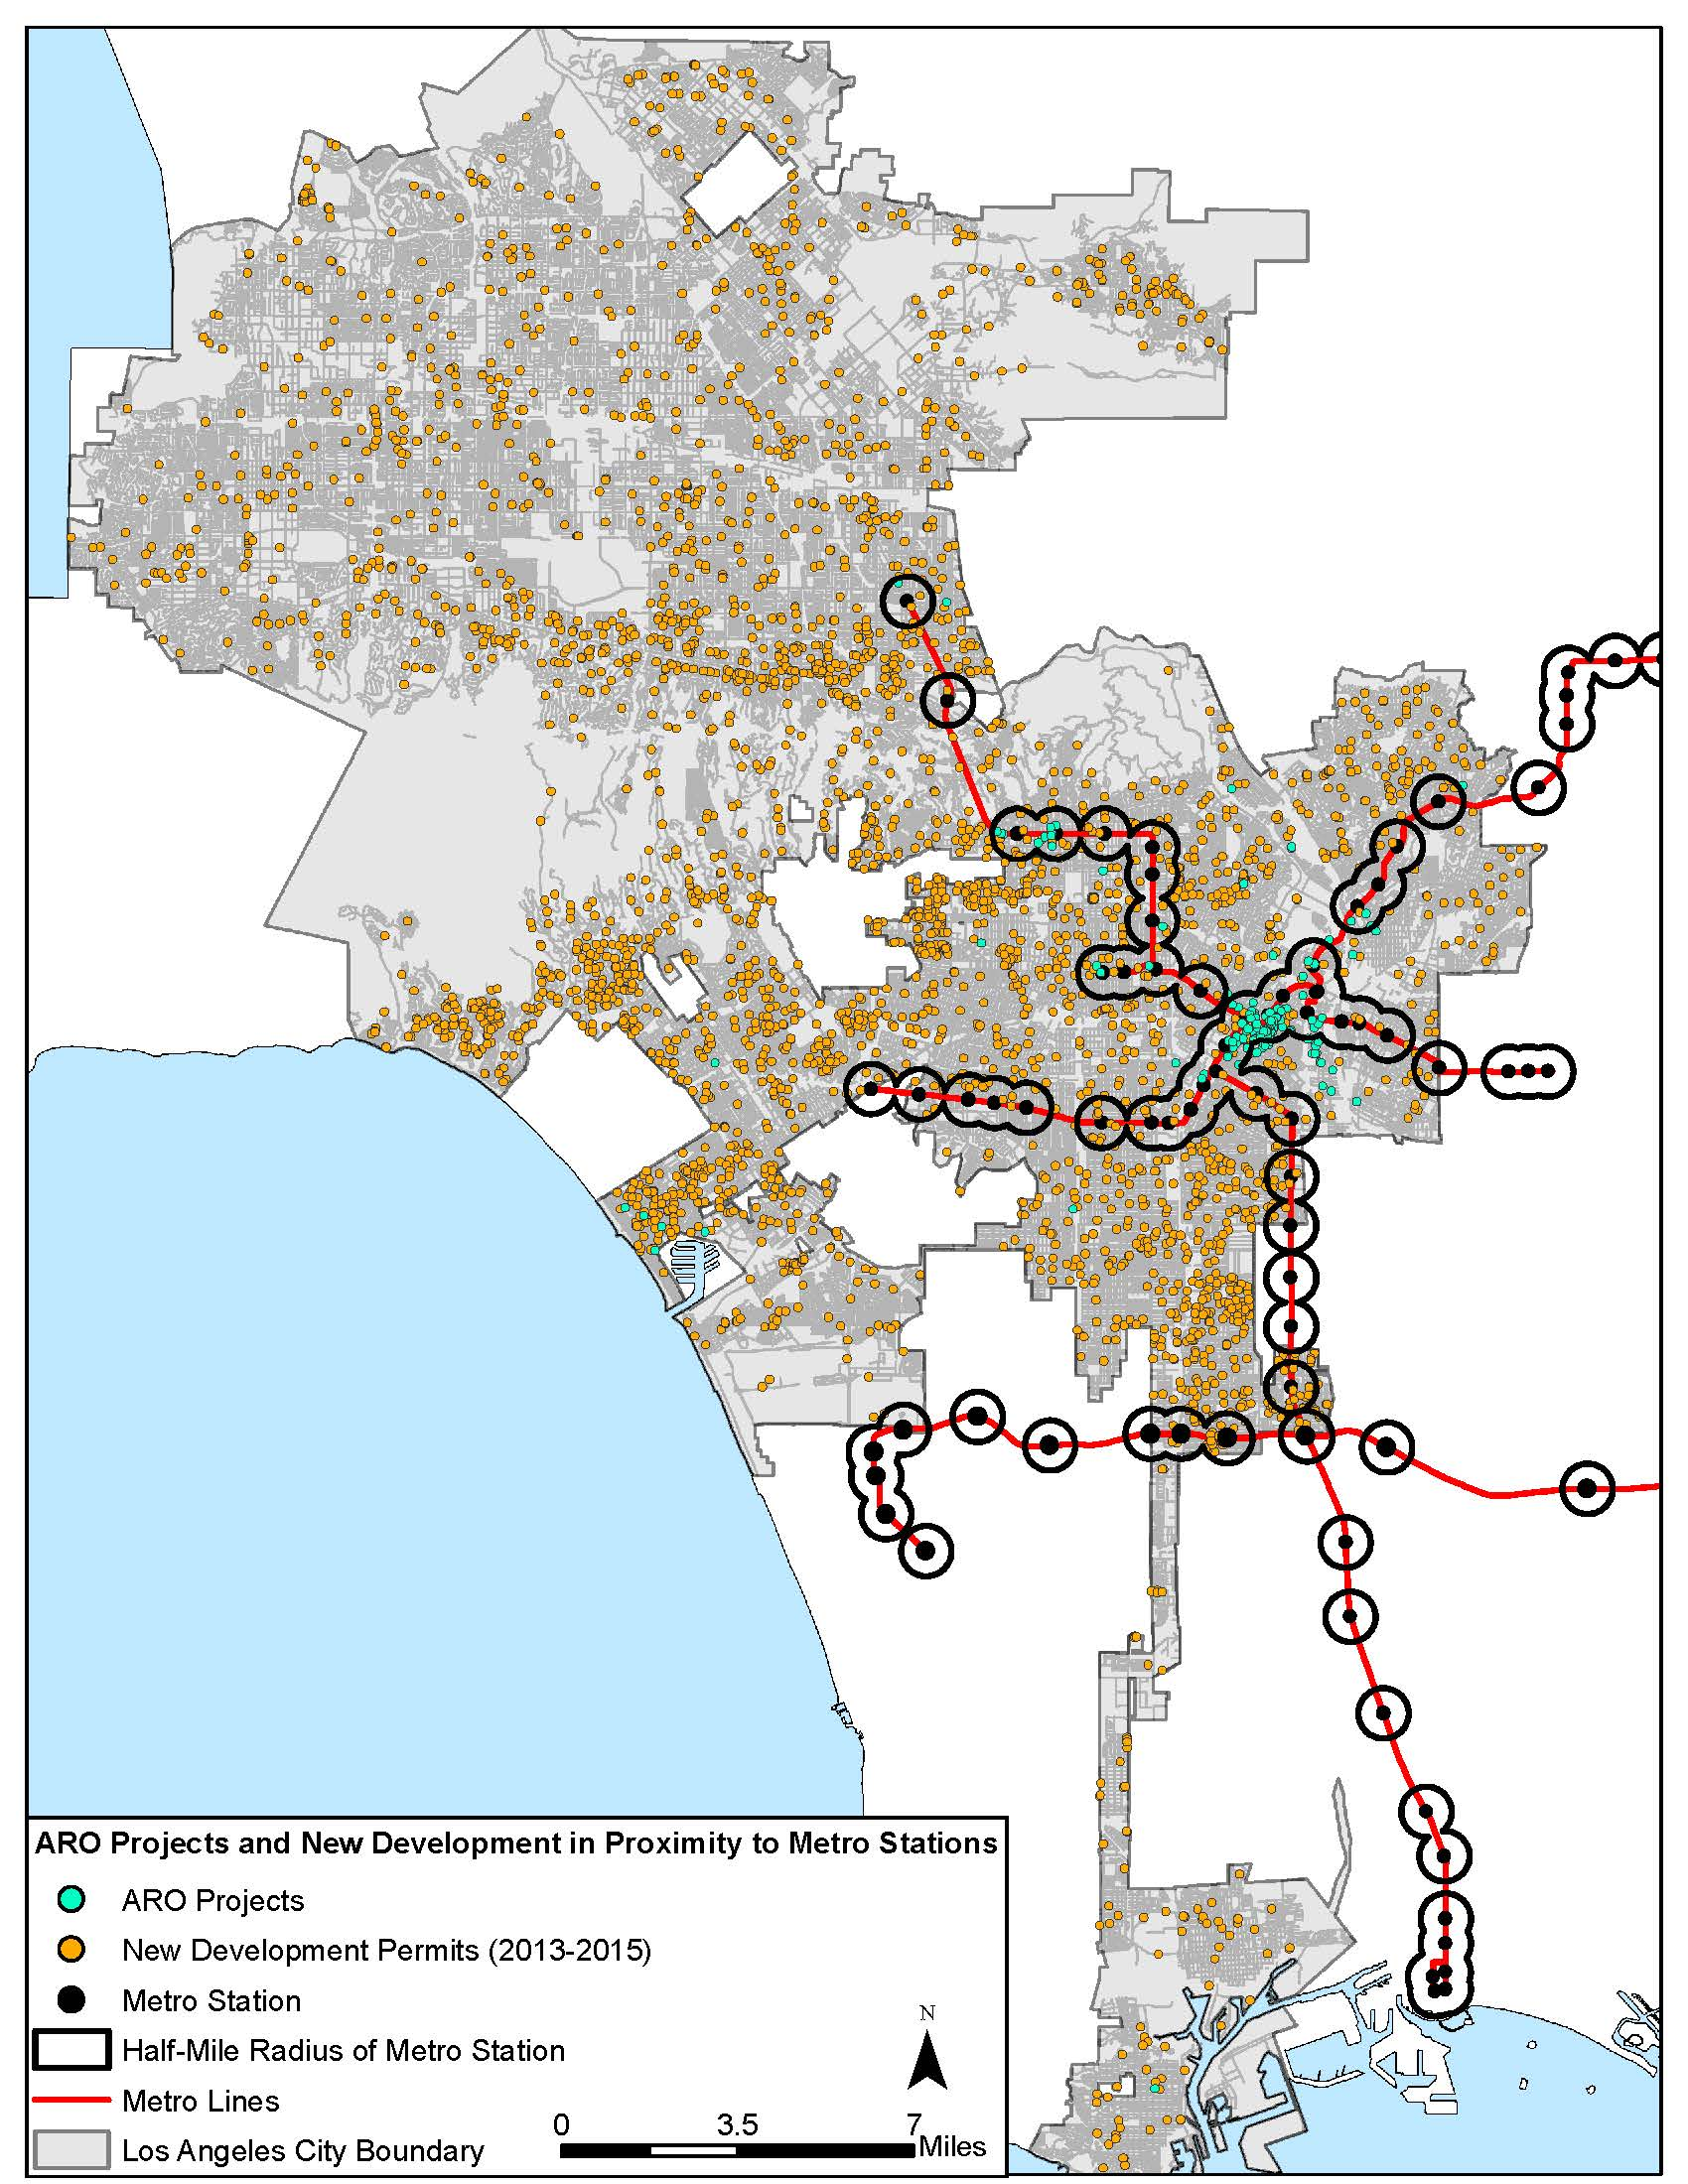 ARO Projects and New Development in Proximity to Metro Stations
ARO Projects
New Development Permits (2013-2015)
Metro Station
Half-Mile Radius of Metro Station
Metro Lines
Los Angeles City Boundary
N
0 3.5 7
Miles